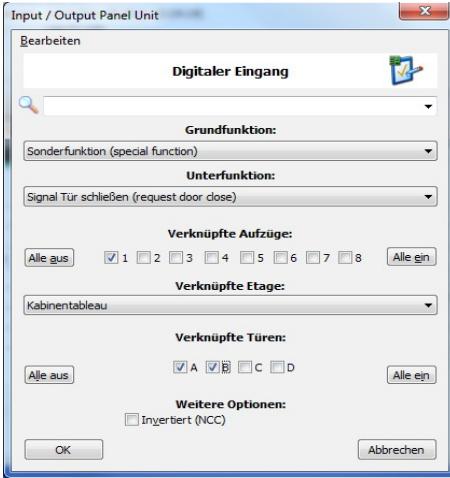 Input / Output Panel Unit
Bearbeiten
Digitaler Eingang
Grundfunktion:
Sonderfunktion (special function)
Unterfunktion:
Signal Tür schließen (request door close)
Verknüpfte Aufzüge:
Alle aus 1 2 3 4 5 6 7 8 Alle ein
Verknüpfte Etage:
Kabinentableau
Verknüpfte Türen:
A B C D
Alle aus Alle ein
Weitere Optionen:
Invertiert (NCC)
OK Abbrechen